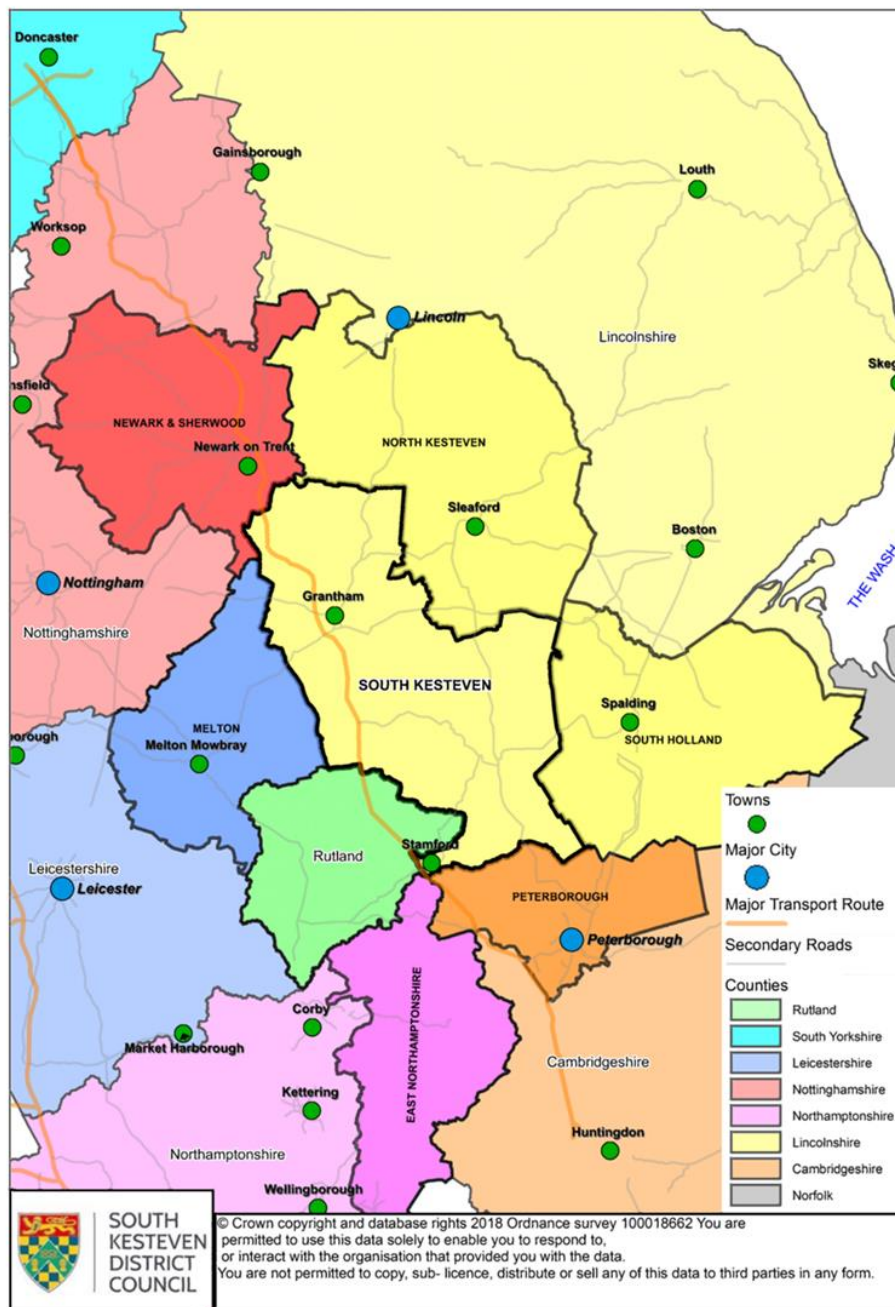 Doncaster
Gainsborough
Louth
Worksop
Lincoln
Lincolnshire
Skeg
nsfield
NEWARK & SHERWOOD
NORTH KESTEVEN
Newark on Trent
Sleaford
Boston
THE WASH
Nottingham
Grantham
Nottinghamshire
SOUTH KESTEVEN
Spalding
MELTON
SOUTH HOLLAND
borough
Melton Mowbray
Stamford
Rutland
Leicestershire
Leicester
PETERBOROUGH
Peterborough
EAST NORTHAMPTONSHIRE
Corby
Market Harborough
Cambridgeshire
Kettering
Huntingdon
Northamptonshire
Wellingborough
Towns
Major City
Major Transport Route
Secondary Roads
Counties
Rutland
South Yorkshire
Leicestershire
Nottinghamshire
Northamptonshire
Lincolnshire
Cambridgeshire
Norfolk
SOUTH
KESTEVEN
DISTRICT
COUNCIL
© Crown copyright and database rights 2018 Ordnance survey 100018662 You are
permitted to use this data solely to enable you to respond to,
or interact with the organisation that provided you with the data.
You are not permitted to copy, sub- licence, distribute or sell any of this data to third parties in any form.